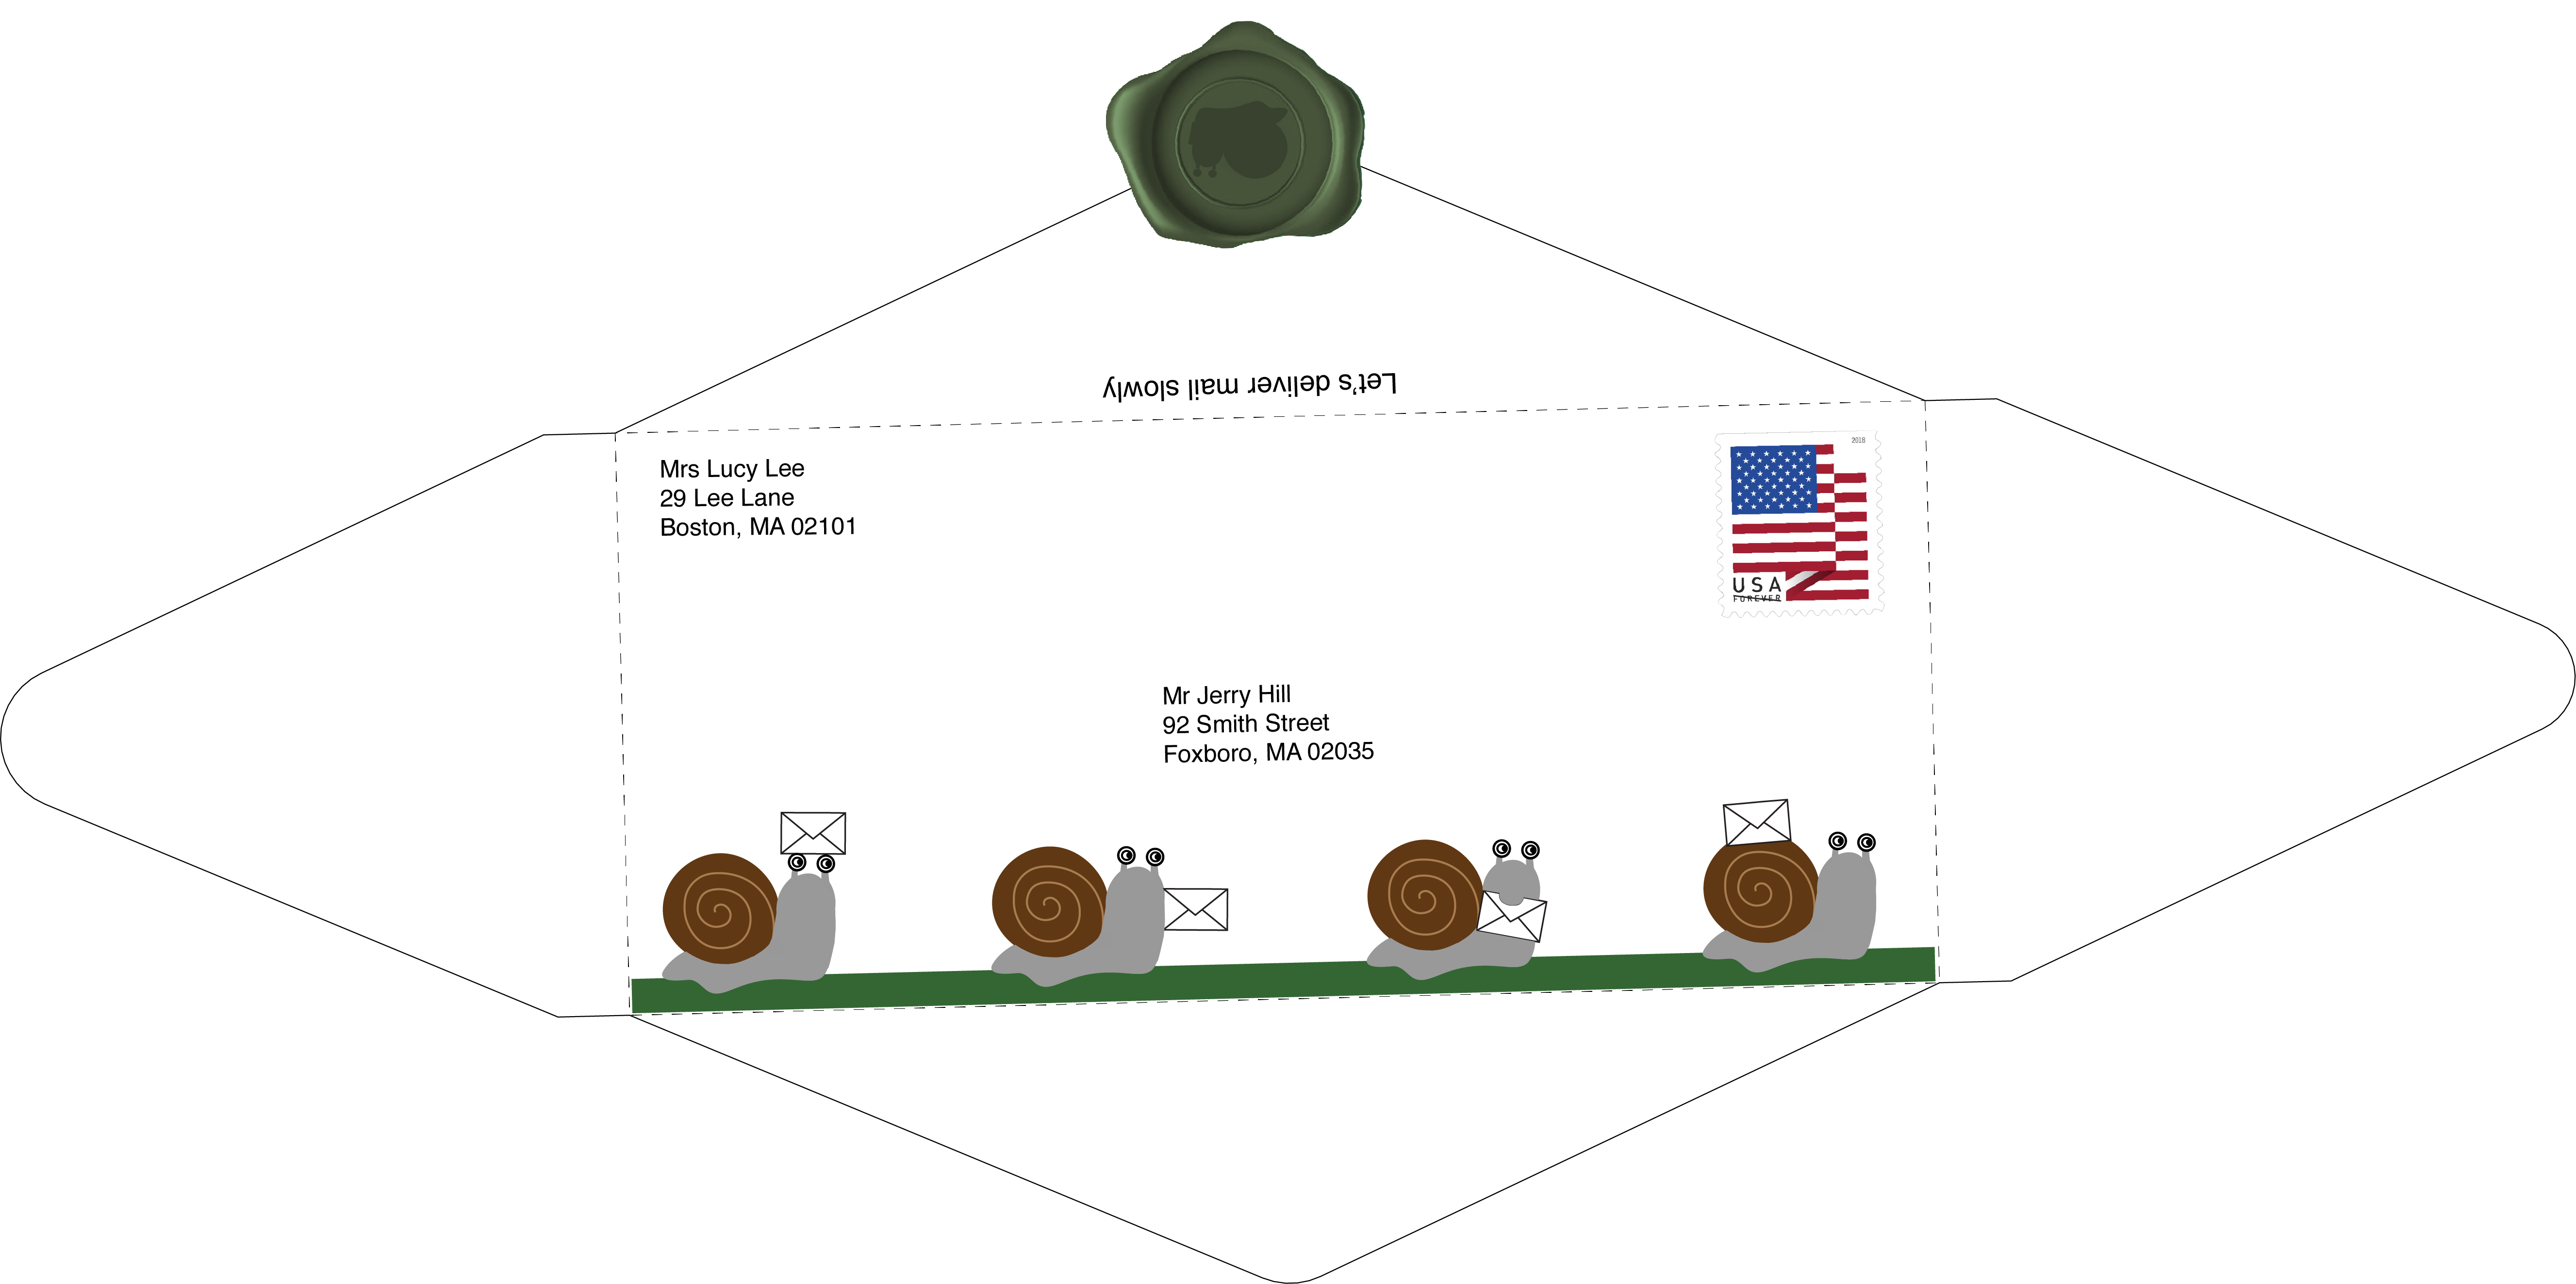 Let's deliver mail slowly
Mrs Lucy Lee
29 Lee Lane
Boston, MA 02101
2018
USA
FOREVER
Mr Jerry Hill
92 Smith Street
Foxboro, MA 02035